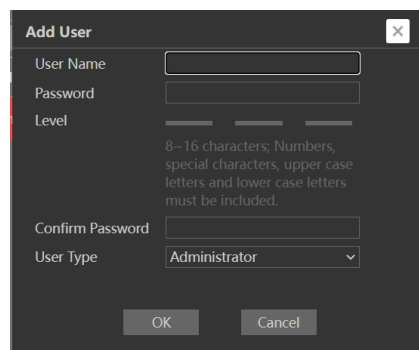 Add User
User Name
Password
Level
8~16 characters; Numbers,
special characters, upper case
letters and lower case letters
must be included.
Confirm Password
User Type Administrator
OK Cancel